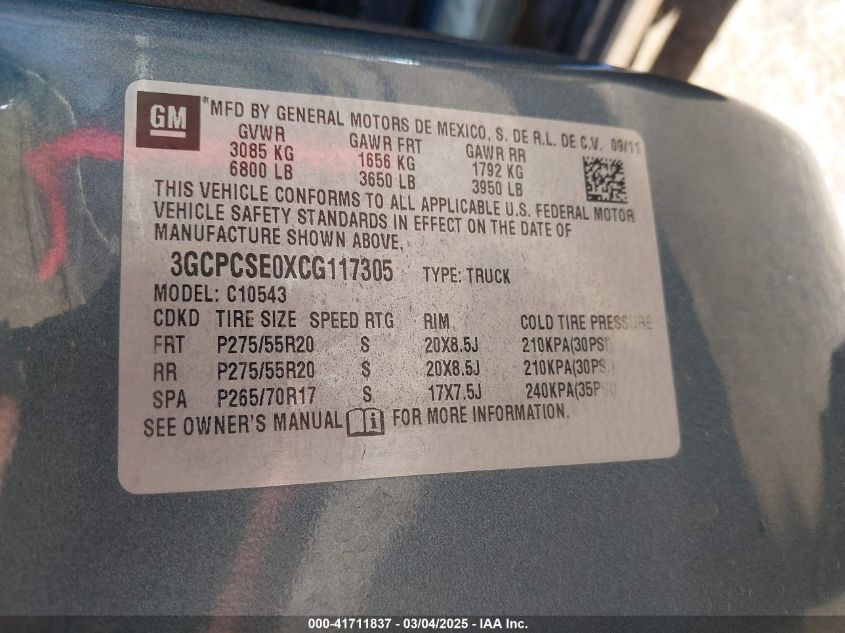 GM
*MFD BY GENERAL MOTORS DE MEXICO, S. DE R.L. DE C.V. 09/11
GVWR GAWR FRT GAWR RR
3085 KG 1656 KG 1792 KG
6800 LB 3650 LB 3950 LB
THIS VEHICLE CONFORMS TO ALL APPLICABLE U.S. FEDERAL MOTOR
VEHICLE SAFETY STANDARDS IN EFFECT ON THE DATE OF
MANUFACTURE SHOWN ABOVE.
3GCPCSE0XCG117305 TYPE: TRUCK
MODEL: C10543
CDKD TIRE SIZE SPEED RTG RIM COLD TIRE PRESSURE
FRT P275/55R20 S 20X8.5J 210KPA(30PSI)
RR P275/55R20 S 20X8.5J 210KPA(30PSI)
SPA P265/70R17 S 17X7.5J 240KPA(35PSI)
SEE OWNER'S MANUAL i FOR MORE INFORMATION.
000-41711837 - 03/04/2025 - IAA Inc.